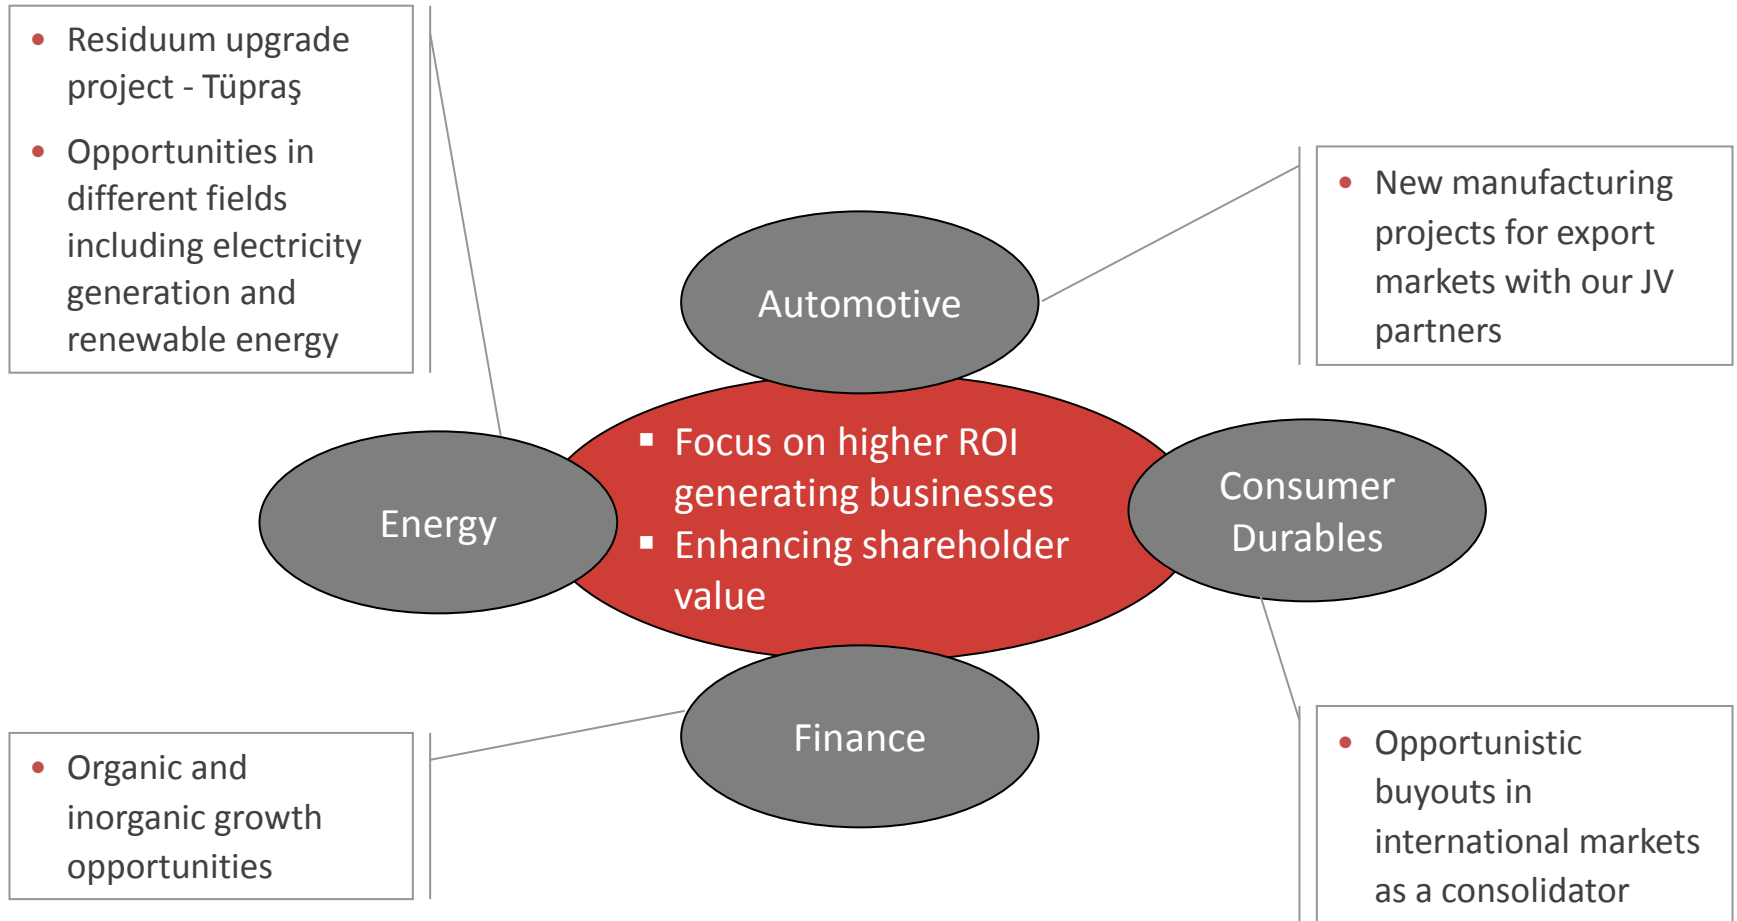 • Residuum upgrade
project - Tüpraş
• Opportunities in
different fields
including electricity
generation and
renewable energy
• New manufacturing
projects for export
markets with our JV
partners
Automotive
▪ Focus on higher ROI
generating businesses
▪ Enhancing shareholder
value
Energy
Consumer
Durables
Finance
• Organic and
inorganic growth
opportunities
• Opportunistic
buyouts in
international markets
as a consolidator